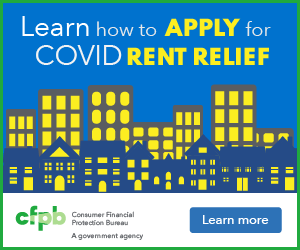 Learn how to APPLY for
COVID RENT RELIEF
cfpb
Consumer Financial
Protection Bureau
A government agency
Learn more